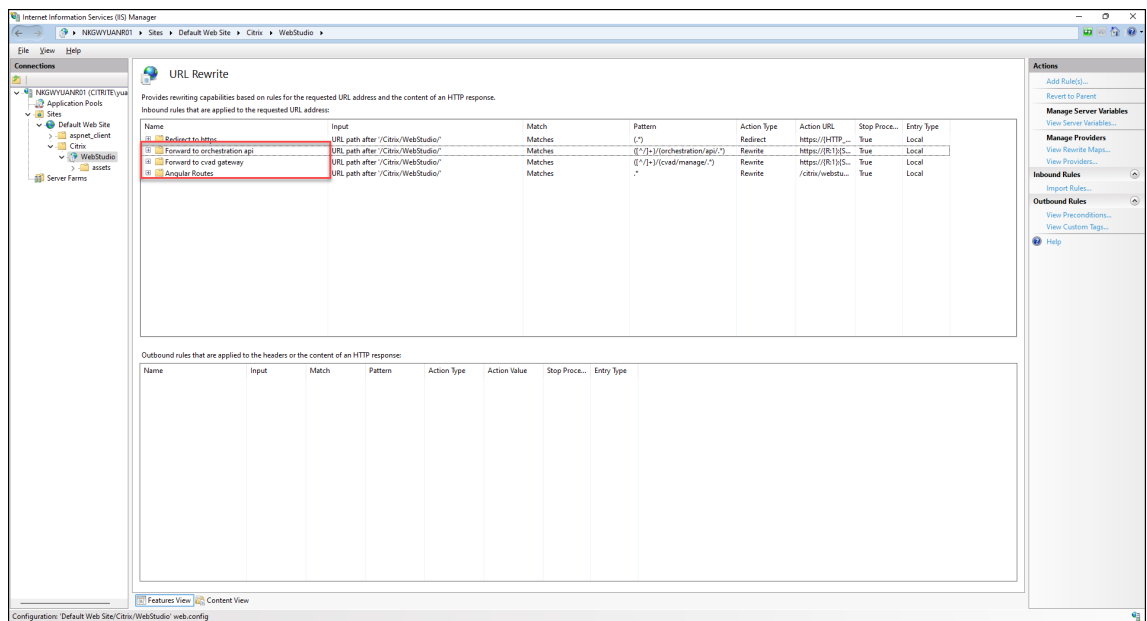 Internet Information Services (IIS) Manager
NKGWYUANR01 Sites Default Web Site Citrix WebStudio
File View Help
Connections
NKGWYUANR01 (CITRITE\yua
Application Pools
Sites
Default Web Site
aspnet_client
Citrix
WebStudio
assets
Server Farms
URL Rewrite
Provides rewriting capabilities based on rules for the requested URL address and the content of an HTTP response.
Inbound rules that are applied to the requested URL address:
Name Input Match Pattern Action Type Action URL Stop Proce... Entry Type
Redirect to https URL path after '/Citrix/WebStudio/' Matches (.*) Redirect https://{HTTP_... True Local
Forward to orchestration api URL path after '/Citrix/WebStudio/' Matches ([^/]+)/(orchestration/api/.*) Rewrite https://{R:1}:{S... True Local
Forward to cvad gateway URL path after '/Citrix/WebStudio/' Matches ([^/]+)/(cvad/manage/.*) Rewrite https://{R:1}:{S... True Local
Angular Routes URL path after '/Citrix/WebStudio/' Matches .* Rewrite /citrix/webstu... True Local
Outbound rules that are applied to the headers or the content of an HTTP response:
Name Input Match Pattern Action Type Action Value Stop Proce... Entry Type
Features View Content View
Actions
Add Rule(s)...
Revert to Parent
Manage Server Variables
View Server Variables...
Manage Providers
View Rewrite Maps...
View Providers...
Inbound Rules
Import Rules...
Outbound Rules
View Preconditions...
View Custom Tags...
Help
Configuration: 'Default Web Site/Citrix/WebStudio' web.config